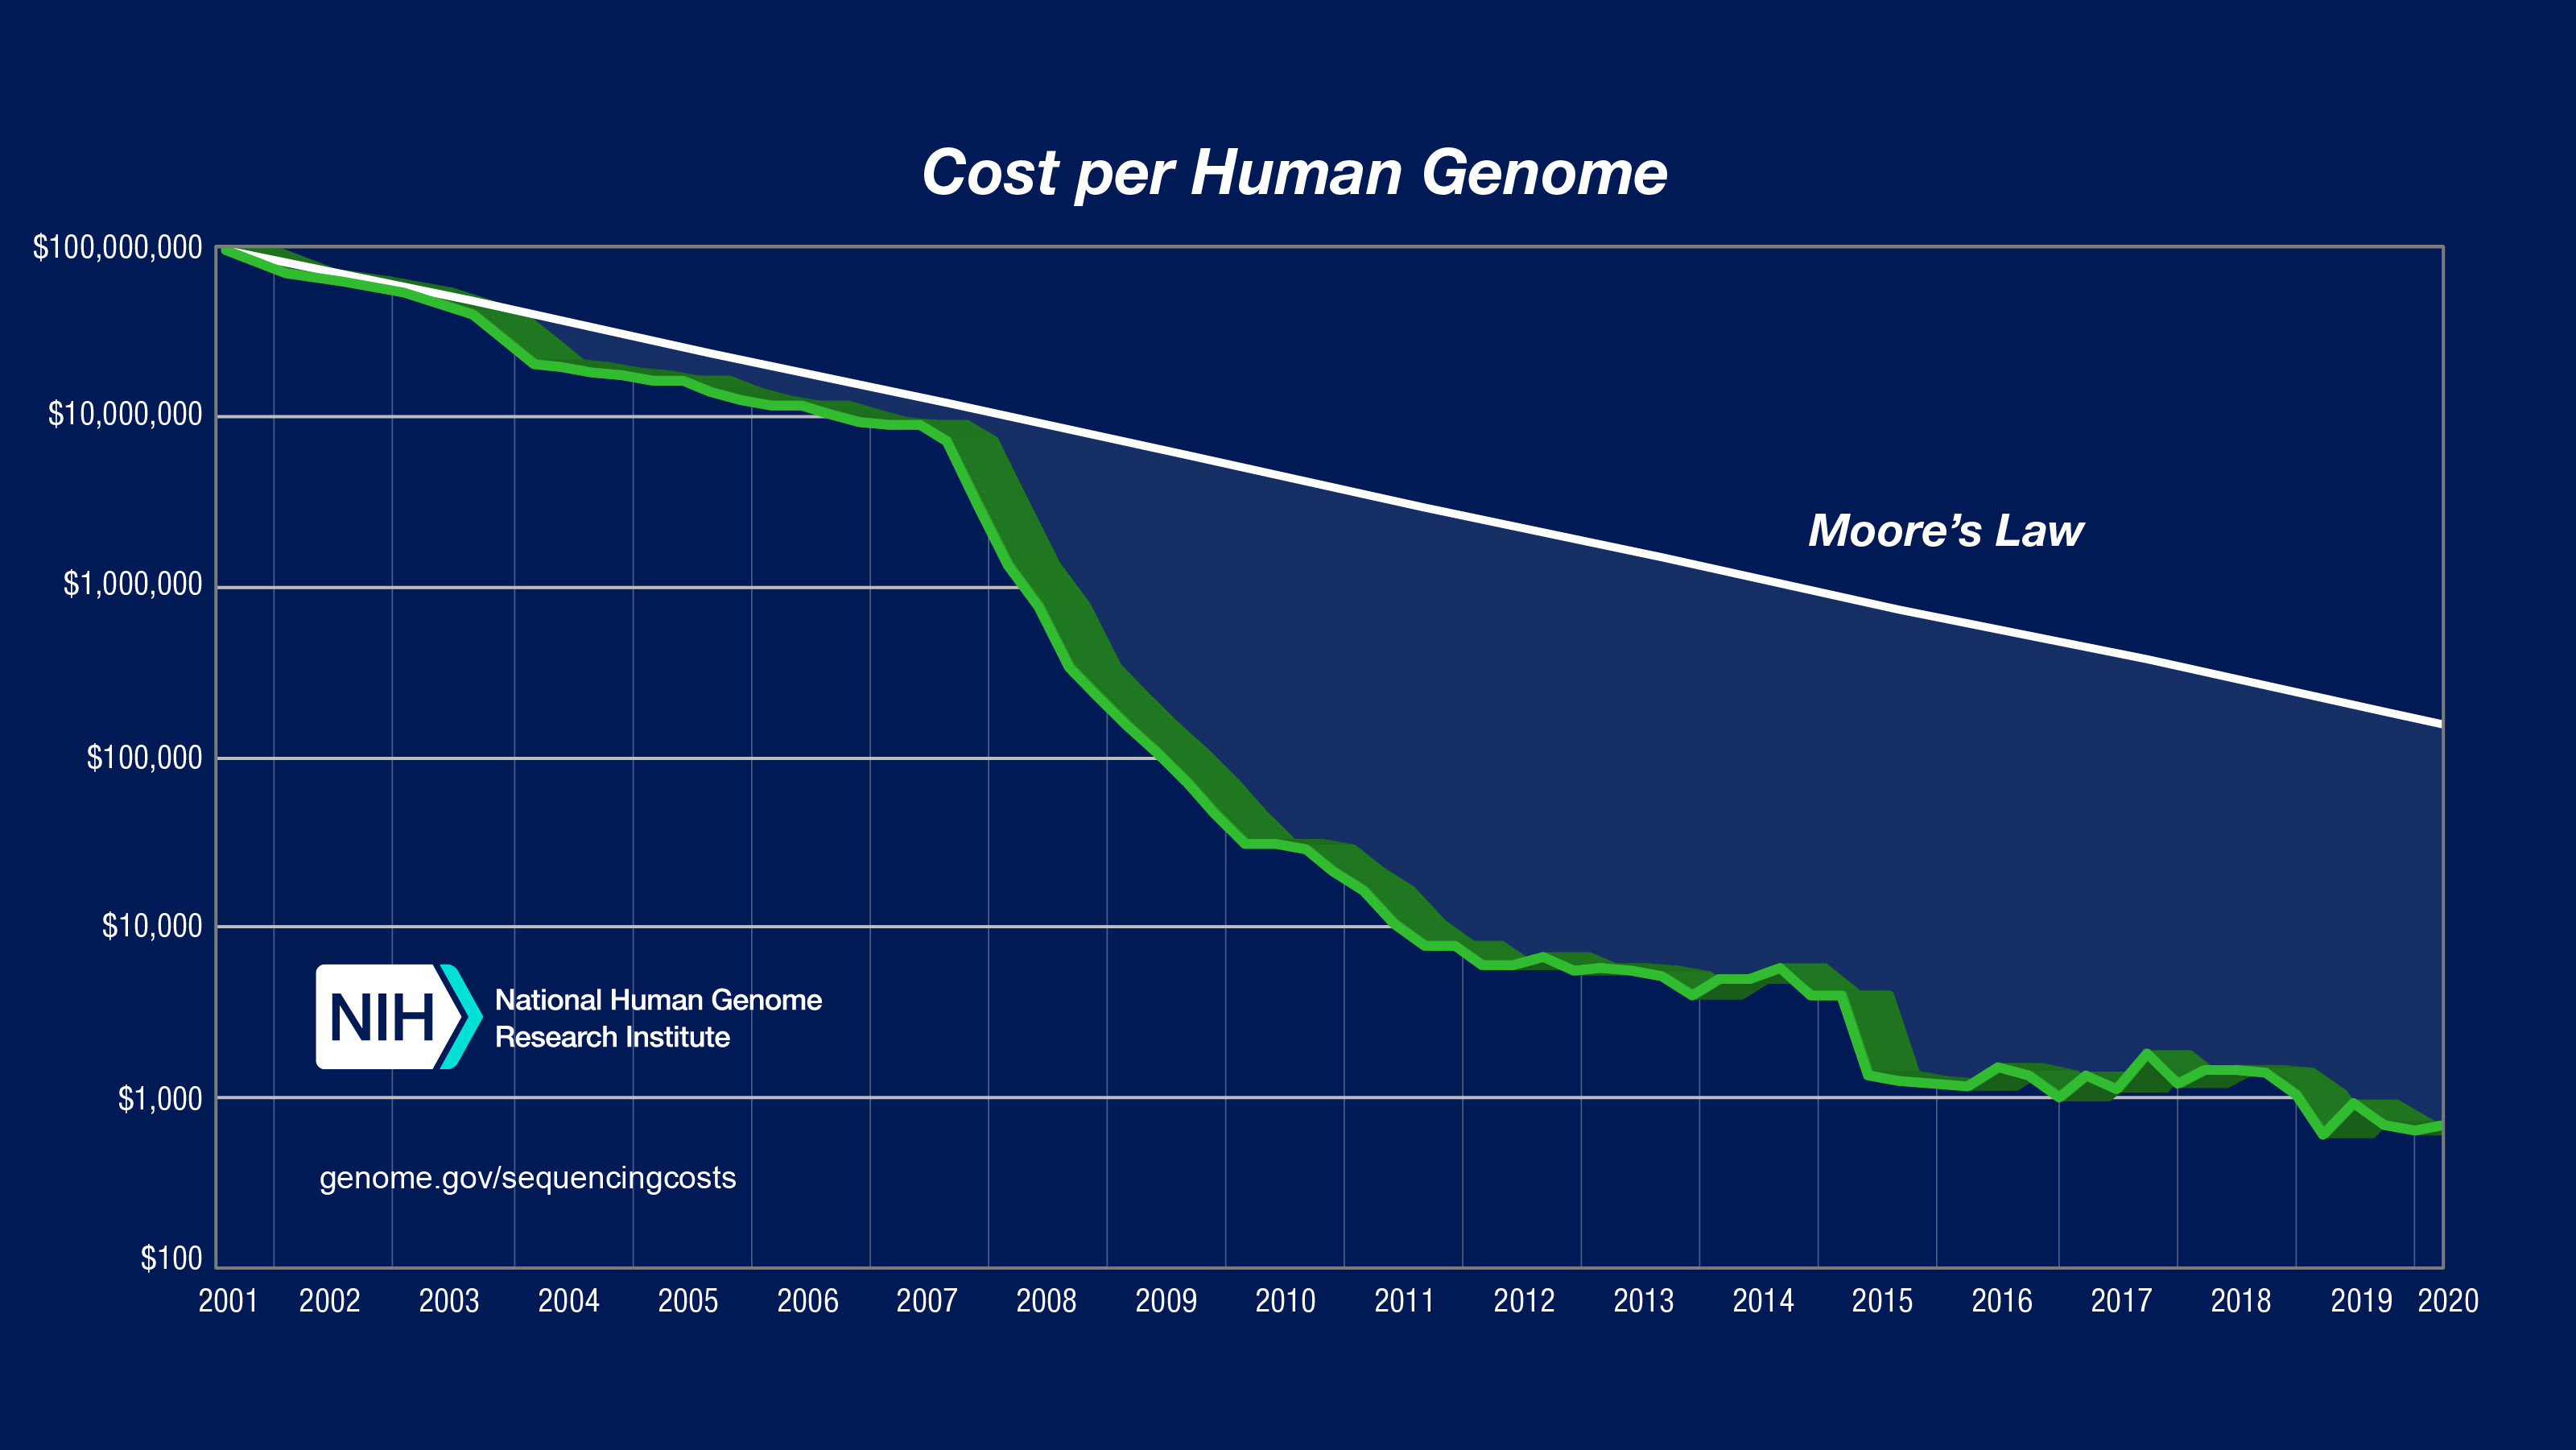 Cost per Human Genome
$100,000,000
$10,000,000
$1,000,000
$100,000
$10,000
$1,000
$100
Moore’s Law
NIH
National Human Genome
Research Institute
genome.gov/sequencingcosts
2001 2002 2003 2004 2005 2006 2007 2008 2009 2010 2011 2012 2013 2014 2015 2016 2017 2018 2019 2020